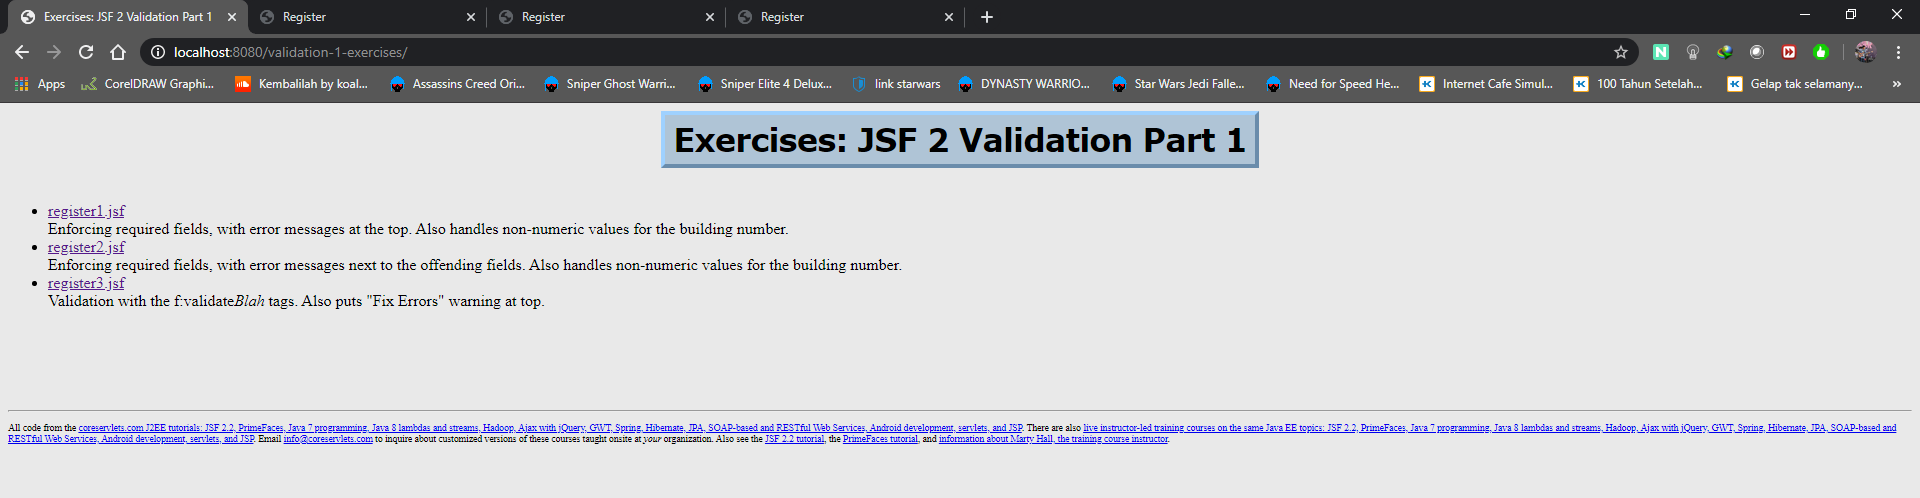 Exercises: JSF 2 Validation Part 1
Register
Register
Register
localhost:8080/validation-1-exercises/
Apps
CorelDRAW Graphi...
Kembalilah by koal...
Assassins Creed Ori...
Sniper Ghost Warri...
Sniper Elite 4 Delux...
link starwars
DYNASTY WARRIO...
Star Wars Jedi Falle...
Need for Speed He...
Internet Cafe Simul...
100 Tahun Setelah...
Gelap tak selamany...
Exercises: JSF 2 Validation Part 1
register1.jsf
Enforcing required fields, with error messages at the top. Also handles non-numeric values for the building number.
register2.jsf
Enforcing required fields, with error messages next to the offending fields. Also handles non-numeric values for the building number.
register3.jsf
Validation with the f:validateBlah tags. Also puts "Fix Errors" warning at top.
All code from the coreservlets.com J2EE tutorials: JSF 2.2, PrimeFaces, Java 7 programming, Java 8 lambdas and streams, Hadoop, Ajax with jQuery, GWT, Spring, Hibernate, JPA, SOAP-based and RESTful Web Services, Android development, servlets, and JSP. There are also live instructor-led training courses on the same Java EE topics: JSF 2.2, PrimeFaces, Java 7 programming, Java 8 lambdas and streams, Hadoop, Ajax with jQuery, GWT, Spring, Hibernate, JPA, SOAP-based and
RESTful Web Services, Android development, servlets, and JSP. Email info@coreservlets.com to inquire about customized versions of these courses taught onsite at your organization. Also see the JSF 2.2 tutorial, the PrimeFaces tutorial, and information about Marty Hall, the training course instructor.